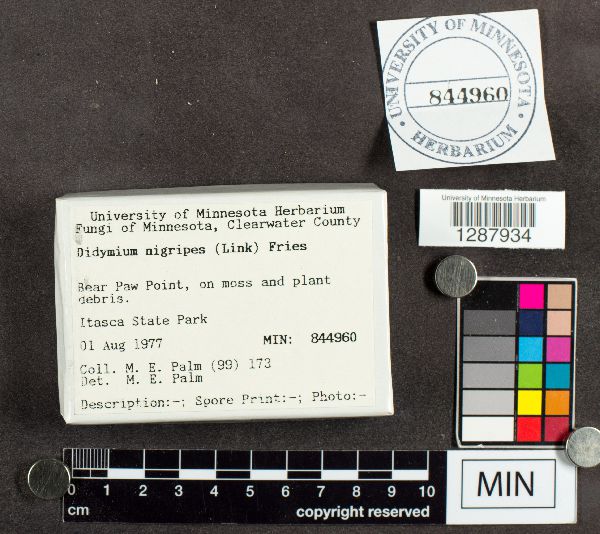 UNIVERSITY OF MINNESOTA
844960
• HERBARIUM •
University of Minnesota Herbarium
1287934
University of Minnesota Herbarium
Fungi of Minnesota, Clearwater County
Didymium nigripes (Link) Fries
Bear Paw Point, on moss and plant
debris.
Itasca State Park
01 Aug 1977 MIN: 844960
Coll. M. E. Palm (99) 173
Det. M. E. Palm
Description:-; Spore Print:-; Photo:-
0 1 2 3 4 5 6 7 8 9 10
cm copyright reserved
MIN